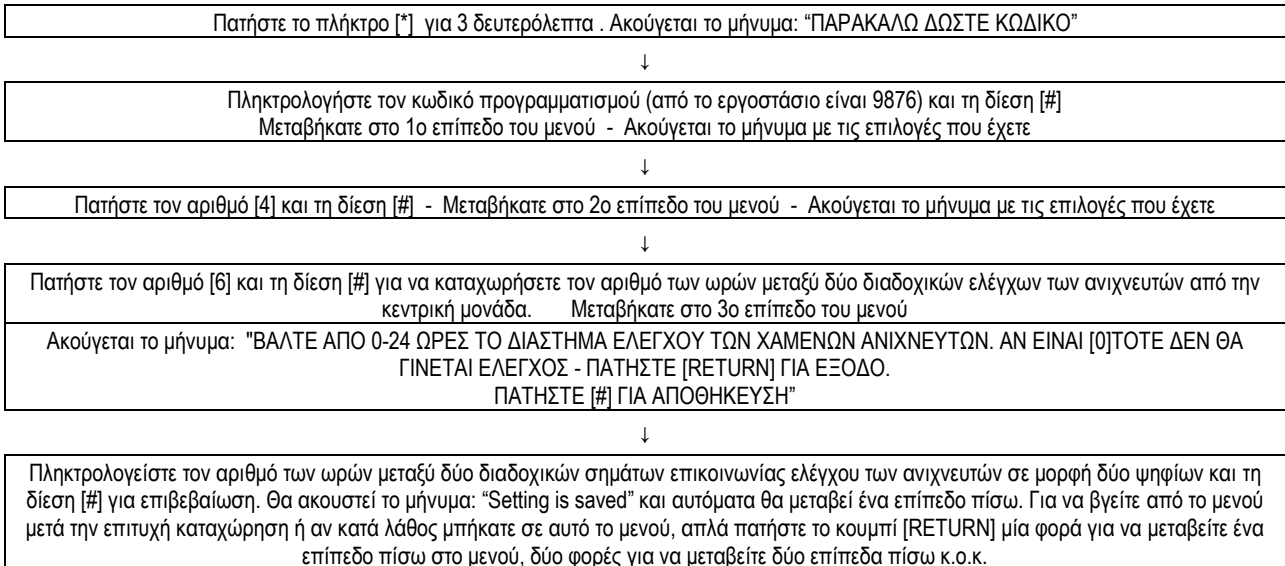 Πατήστε το πλήκτρο [*] για 3 δευτερόλεπτα . Ακούγεται το μήνυμα: “ΠΑΡΑΚΑΛΩ ΔΩΣΤΕ ΚΩΔΙΚΟ”
↓
Πληκτρολογήστε τον κωδικό προγραμματισμού (από το εργοστάσιο είναι 9876) και τη δίεση [#]
Μεταβήκατε στο 1ο επίπεδο του μενού - Ακούγεται το μήνυμα με τις επιλογές που έχετε
↓
Πατήστε τον αριθμό [4] και τη δίεση [#] - Μεταβήκατε στο 2ο επίπεδο του μενού - Ακούγεται το μήνυμα με τις επιλογές που έχετε
↓
Πατήστε τον αριθμό [6] και τη δίεση [#] για να καταχωρήσετε τον αριθμό των ωρών μεταξύ δύο διαδοχικών ελέγχων των ανιχνευτών από την
κεντρική μονάδα. Μεταβήκατε στο 3ο επίπεδο του μενού
Ακούγεται το μήνυμα: "ΒΑΛΤΕ ΑΠΟ 0-24 ΩΡΕΣ ΤΟ ΔΙΑΣΤΗΜΑ ΕΛΕΓΧΟΥ ΤΩΝ ΧΑΜΕΝΩΝ ΑΝΙΧΝΕΥΤΩΝ. ΑΝ ΕΙΝΑΙ [0]ΤΟΤΕ ΔΕΝ ΘΑ
ΓΙΝΕΤΑΙ ΕΛΕΓΧΟΣ - ΠΑΤΗΣΤΕ [RETURN] ΓΙΑ ΕΞΟΔΟ.
ΠΑΤΗΣΤΕ [#] ΓΙΑ ΑΠΟΘΗΚΕΥΣΗ”
↓
Πληκτρολογείστε τον αριθμό των ωρών μεταξύ δύο διαδοχικών σημάτων επικοινωνίας ελέγχου των ανιχνευτών σε μορφή δύο ψηφίων και τη
δίεση [#] για επιβεβαίωση. Θα ακουστεί το μήνυμα: “Setting is saved” και αυτόματα θα μεταβεί ένα επίπεδο πίσω. Για να βγείτε από το μενού
μετά την επιτυχή καταχώρηση ή αν κατά λάθος μπήκατε σε αυτό το μενού, απλά πατήστε το κουμπί [RETURN] μία φορά για να μεταβείτε ένα
επίπεδο πίσω στο μενού, δύο φορές για να μεταβείτε δύο επίπεδα πίσω κ.ο.κ.